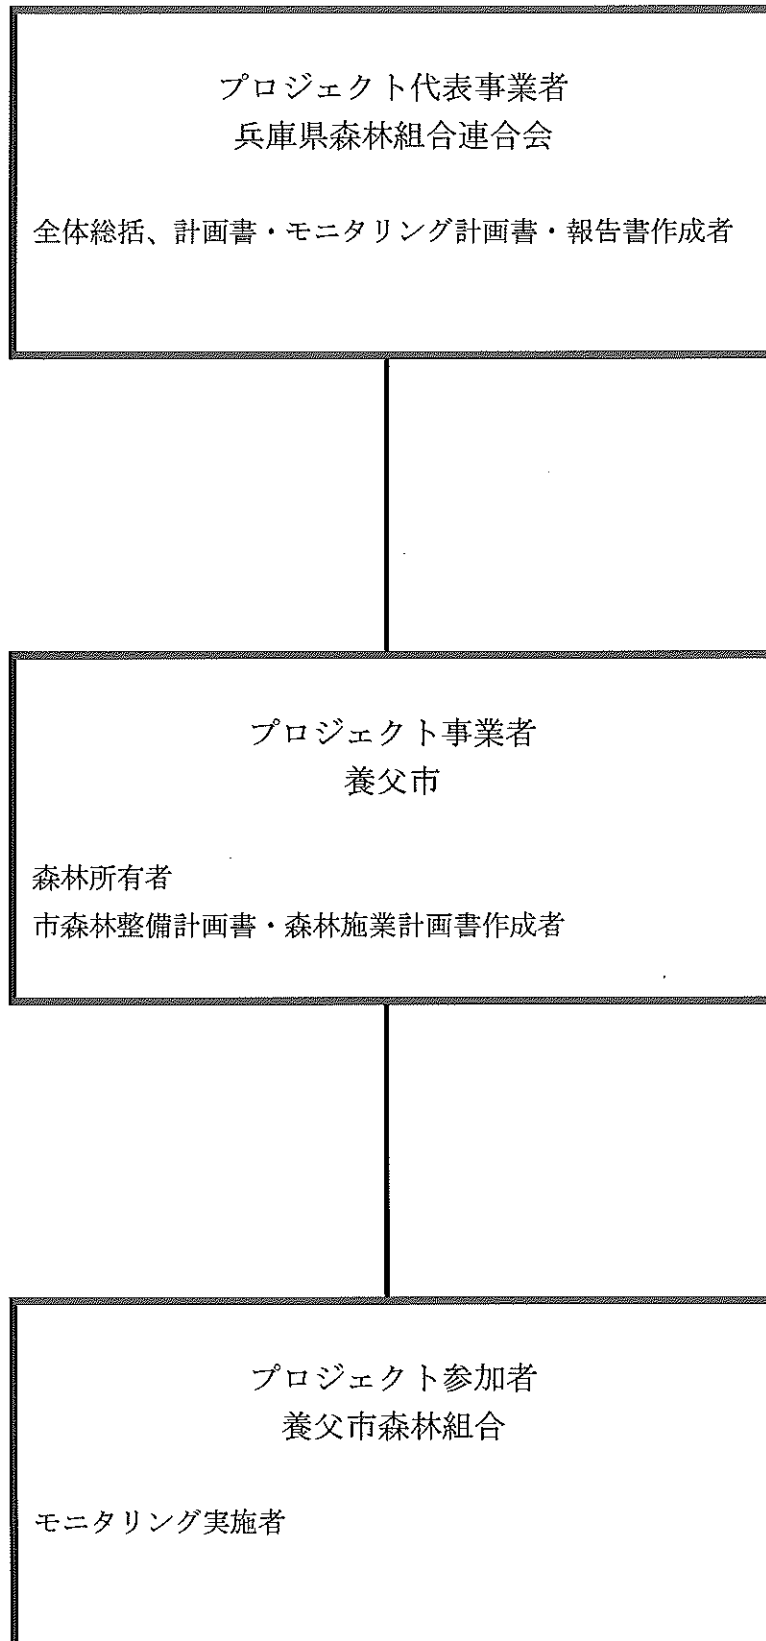 プロジェクト代表事業者
兵庫県森林組合連合会
全体総括、計画書・モニタリング計画書・報告書作成者
プロジェクト事業者
養父市
森林所有者
市森林整備計画書・森林施業計画書作成者
プロジェクト参加者
養父市森林組合
モニタリング実施者